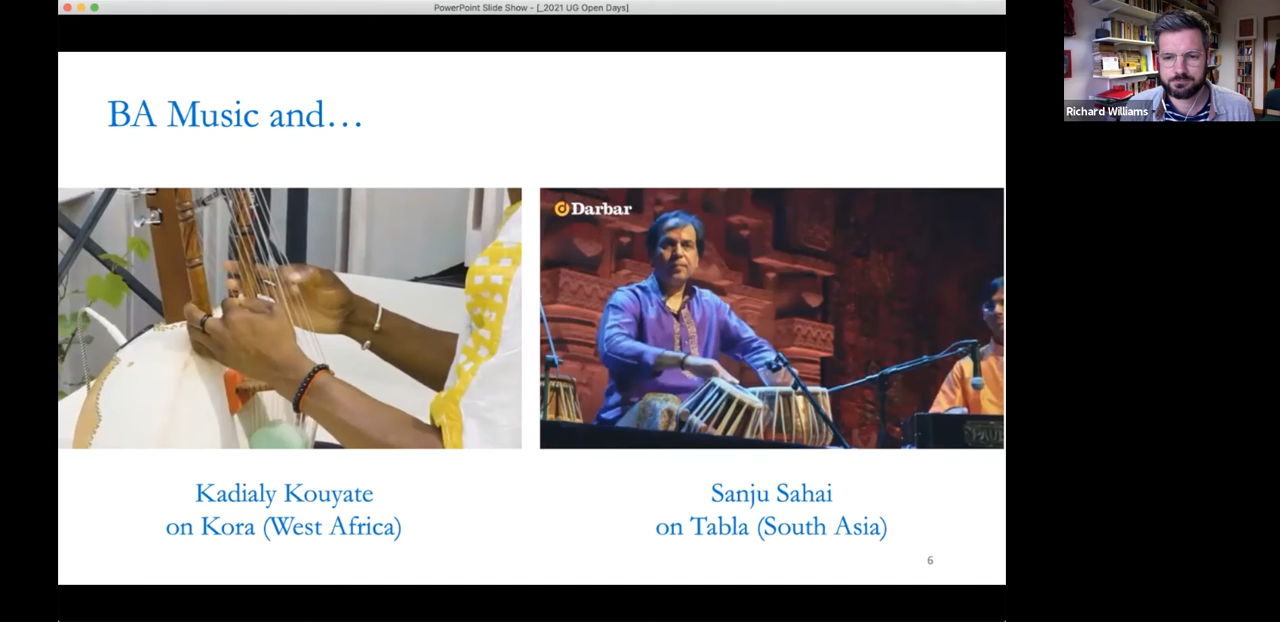 PowerPoint Slide Show - [_2021 UG Open Days]
Richard Williams
BA Music and…
Darbar
Kadialy Kouyate
on Kora (West Africa)
Sanju Sahai
on Tabla (South Asia)
6